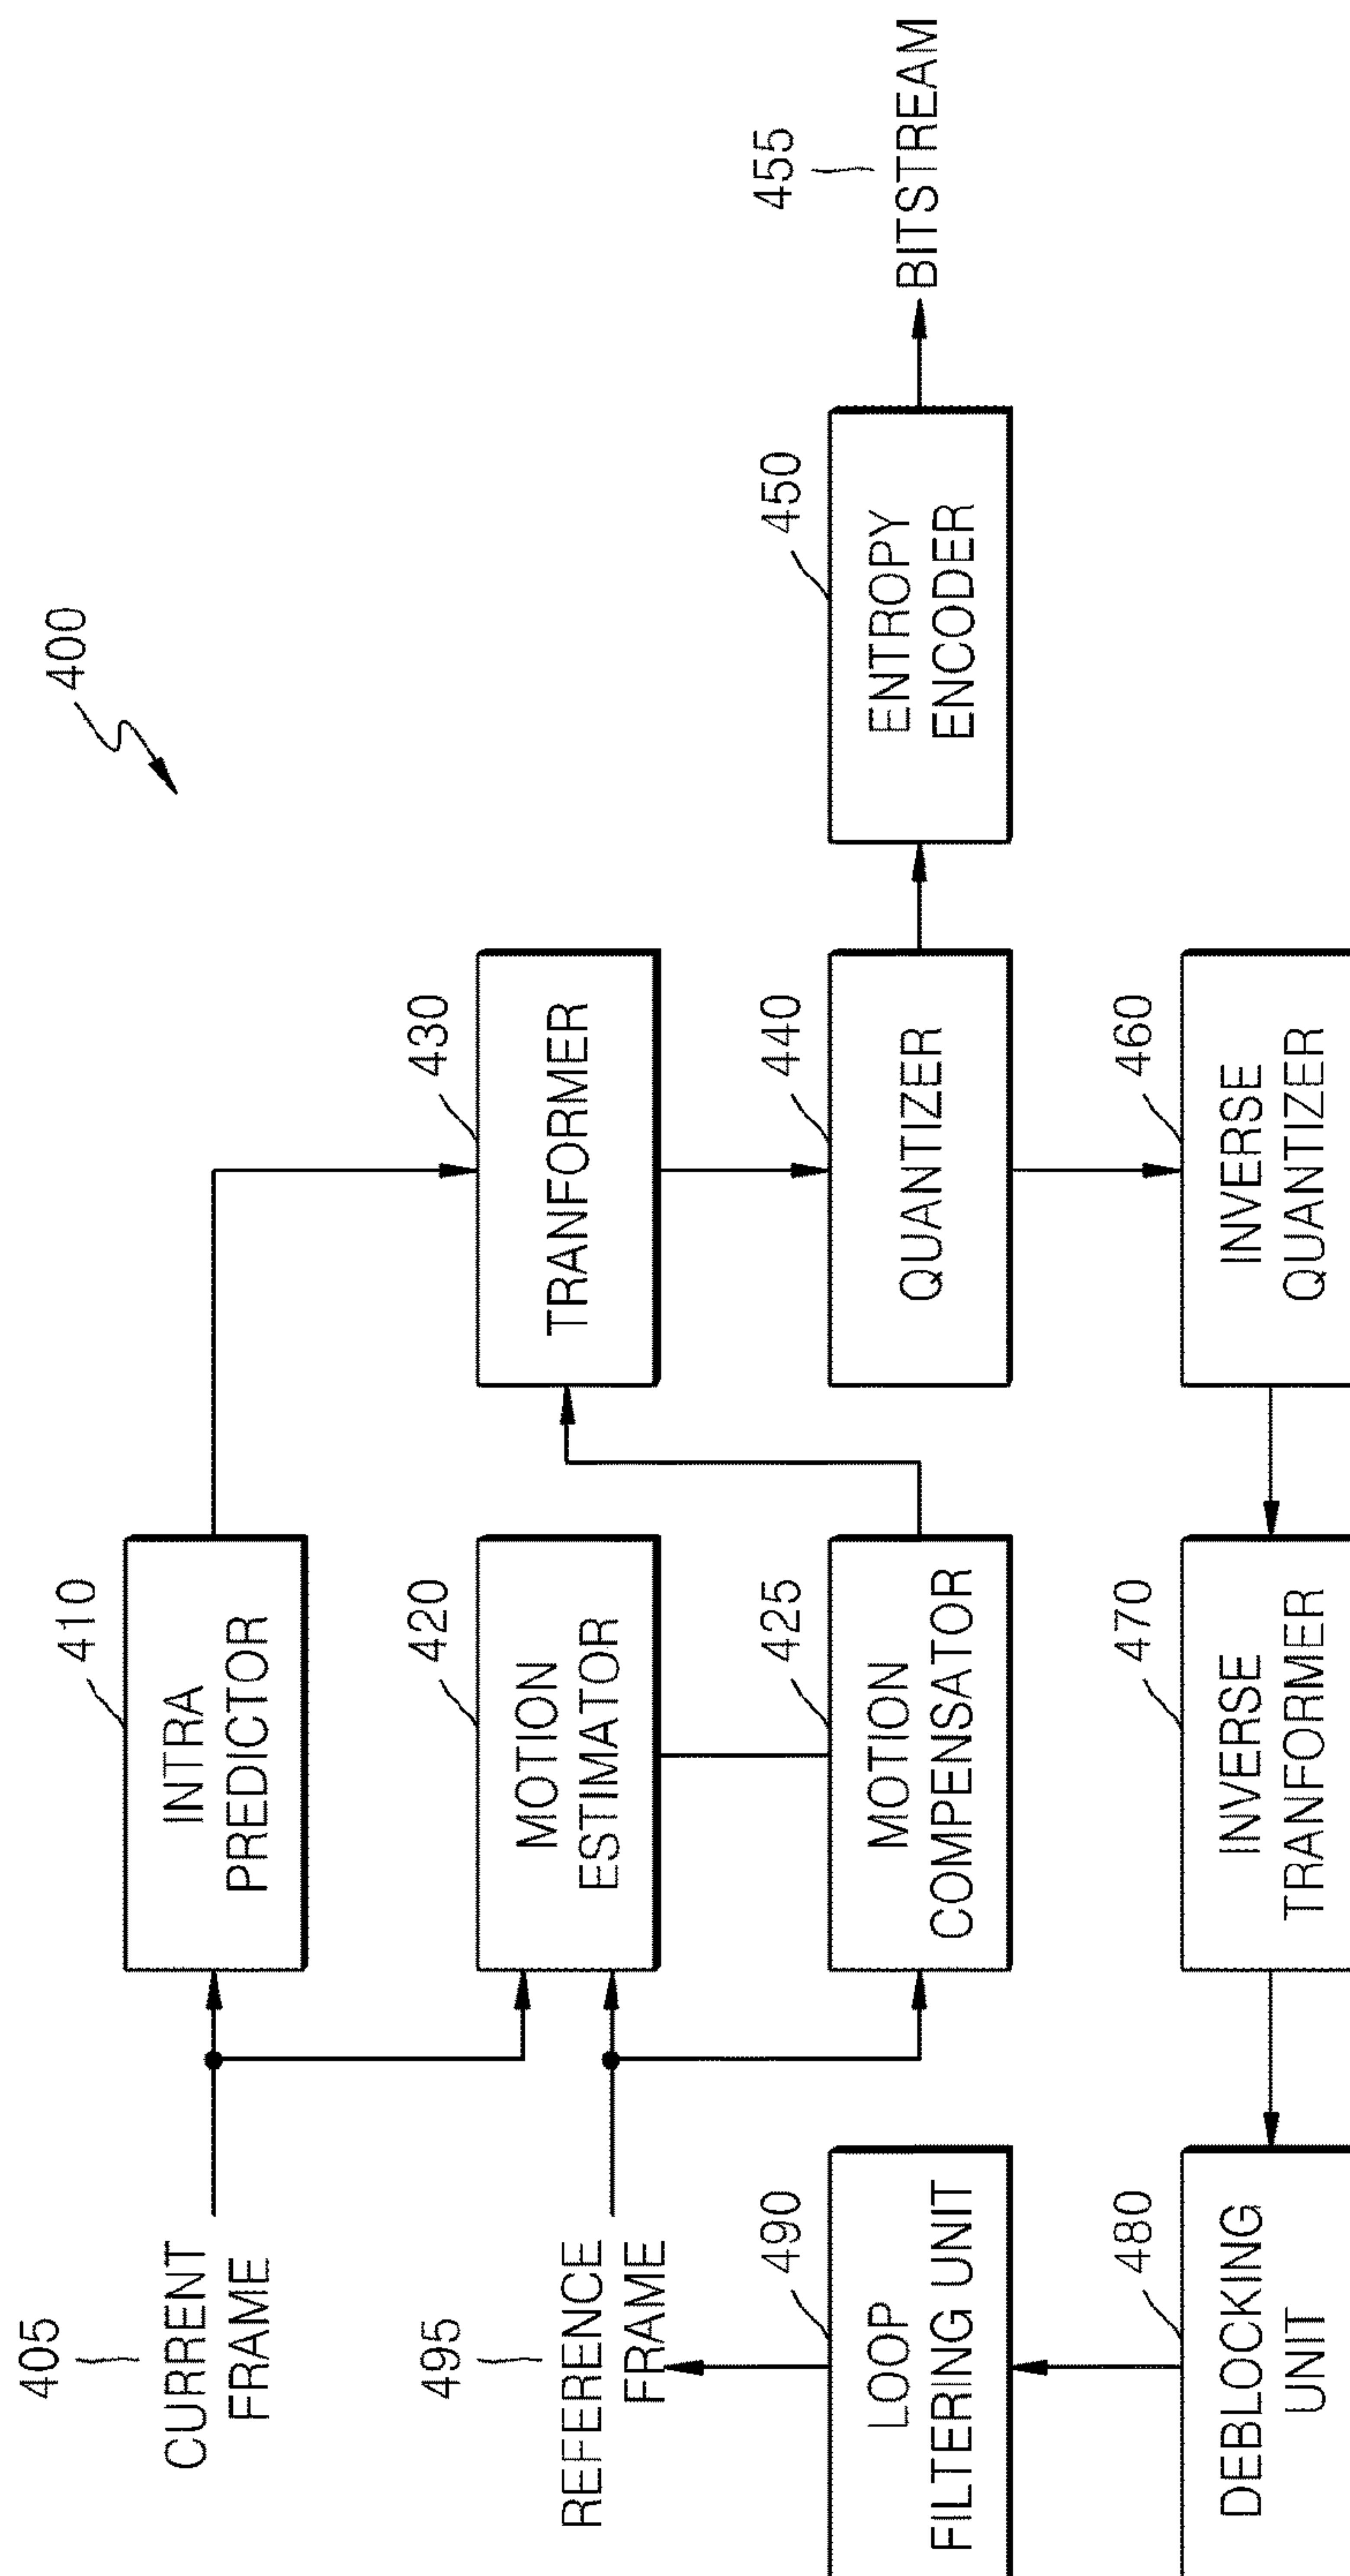 400
405
CURRENT
FRAME
410
INTRA
PREDICTOR
495
REFERENCE
FRAME
420
MOTION
ESTIMATOR
430
TRANFORMER
490
LOOP
FILTERING UNIT
425
MOTION
COMPENSATOR
440
QUANTIZER
450
ENTROPY
ENCODER
455
BITSTREAM
480
DEBLOCKING
UNIT
470
INVERSE
TRANFORMER
460
INVERSE
QUANTIZER